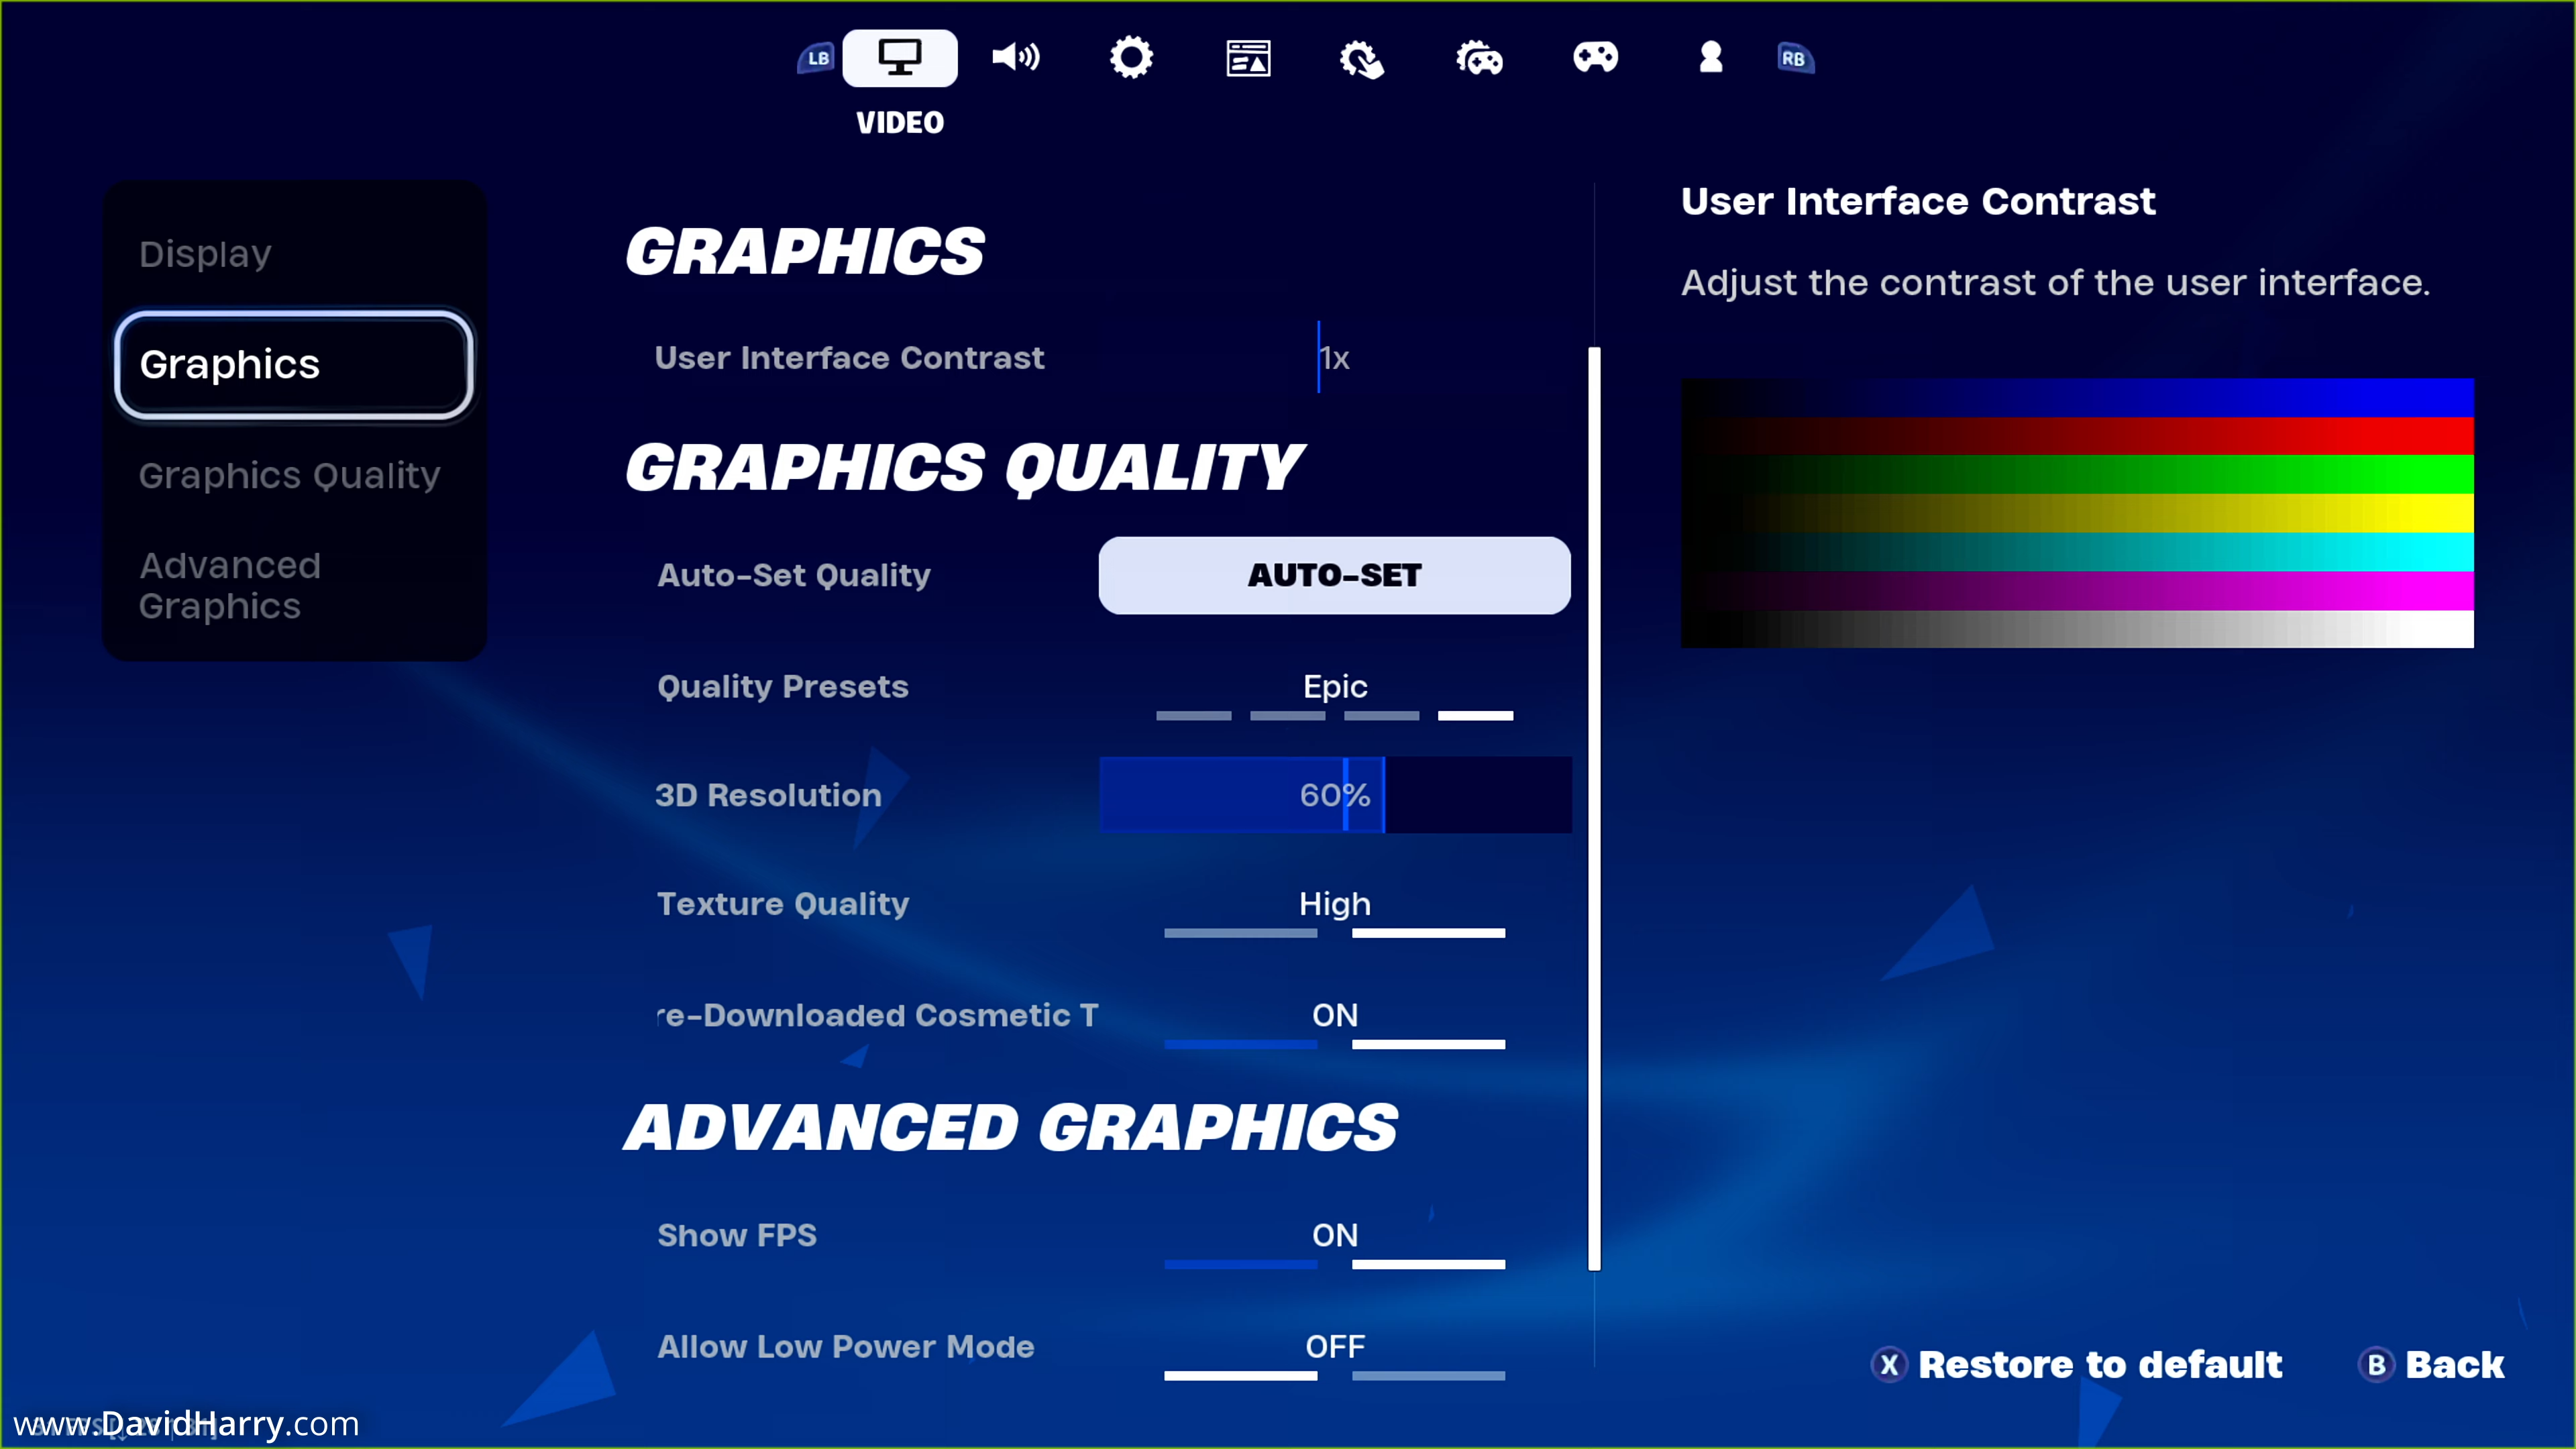 LB
RB
VIDEO
Display
Graphics
Graphics Quality
Advanced
Graphics
GRAPHICS
User Interface Contrast
1x
GRAPHICS QUALITY
Auto-Set Quality
AUTO-SET
Quality Presets
Epic
3D Resolution
60%
Texture Quality
High
re-Downloaded Cosmetic T
ON
ADVANCED GRAPHICS
Show FPS
ON
Allow Low Power Mode
OFF
User Interface Contrast
Adjust the contrast of the user interface.
X Restore to default
B Back
www.DavidHarry.com